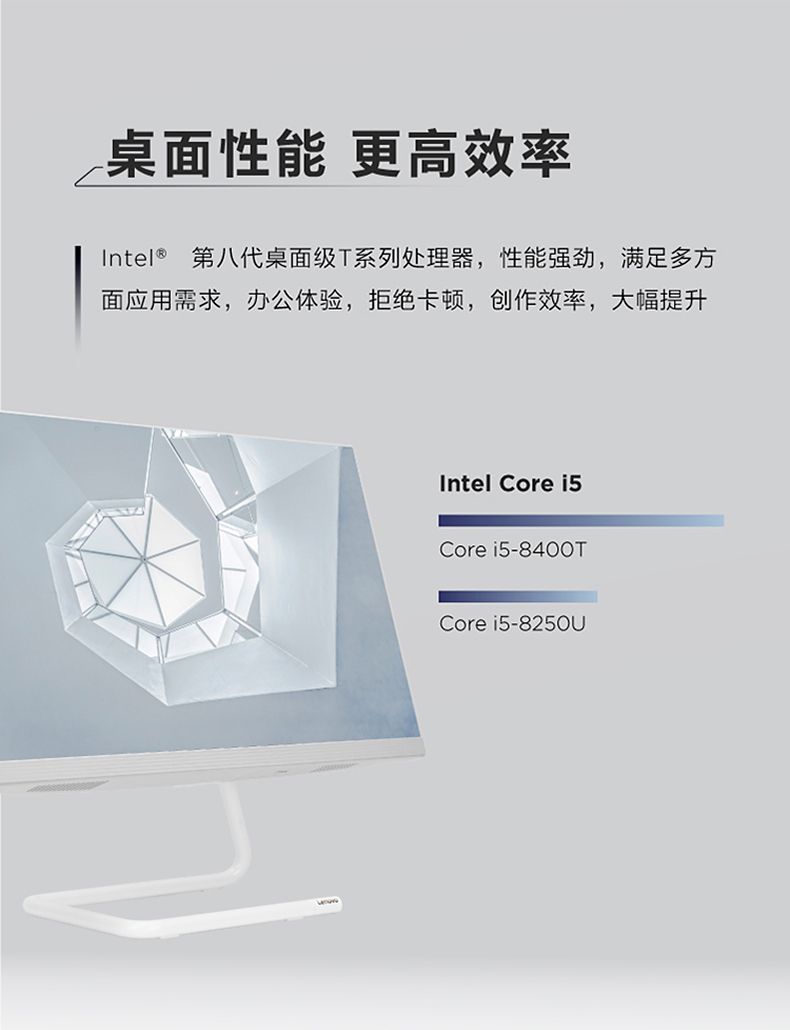 桌面性能 更高效率
Intel® 第八代桌面级T系列处理器，性能强劲，满足多方
面应用需求，办公体验，拒绝卡顿，创作效率，大幅提升
Intel Core i5
Core i5-8400T
Core i5-8250U
Lenovo